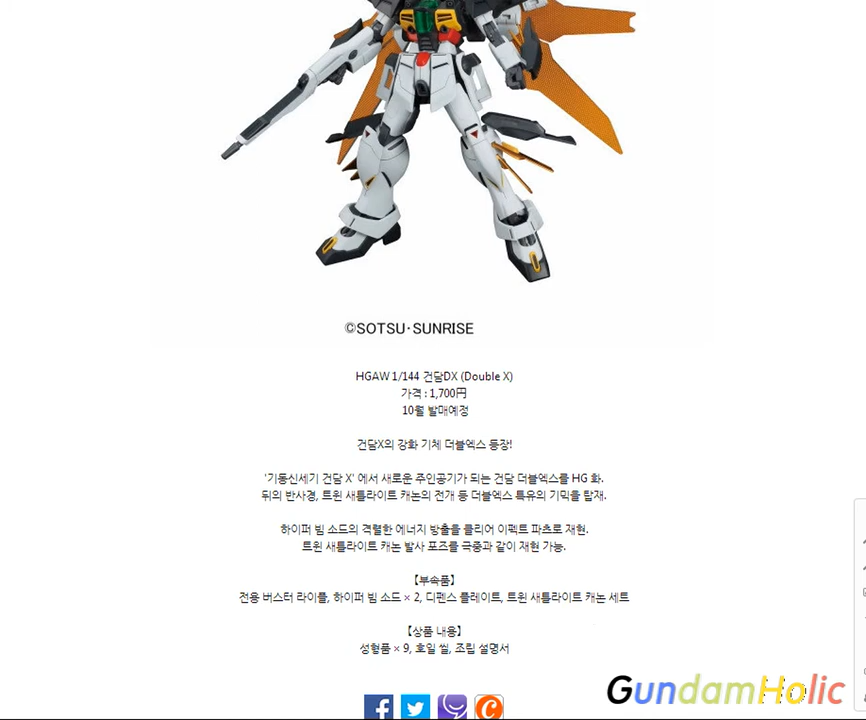 ©SOTSU·SUNRISE
HGAW 1/144 건담DX (Double X)
가격 : 1,700円
10월 발매예정
건담X의 강화 기체 더블엑스 등장!
'기동신세기 건담 X' 에서 새로운 주인공기가 되는 건담 더블엑스를 HG 화.
뒤의 반사경, 트윈 새틀라이트 캐논의 전개 등 더블엑스 특유의 기믹을 탑재.
하이퍼 빔 소드의 격렬한 에너지 방출을 클리어 이펙트 파츠로 재현.
트윈 새틀라이트 캐논 발사 포즈를 극중과 같이 재현 가능.
【부속품】
전용 버스터 라이플, 하이퍼 빔 소드 × 2, 디펜스 플레이트, 트윈 새틀라이트 캐논 세트
【상품 내용】
성형품 × 9, 호일 씰, 조립 설명서
GundamHolic